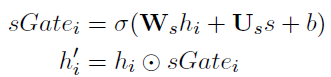 sGate_i = σ(W_s h_i + U_s s + b)
h'_i = h_i ⊙ sGate_i